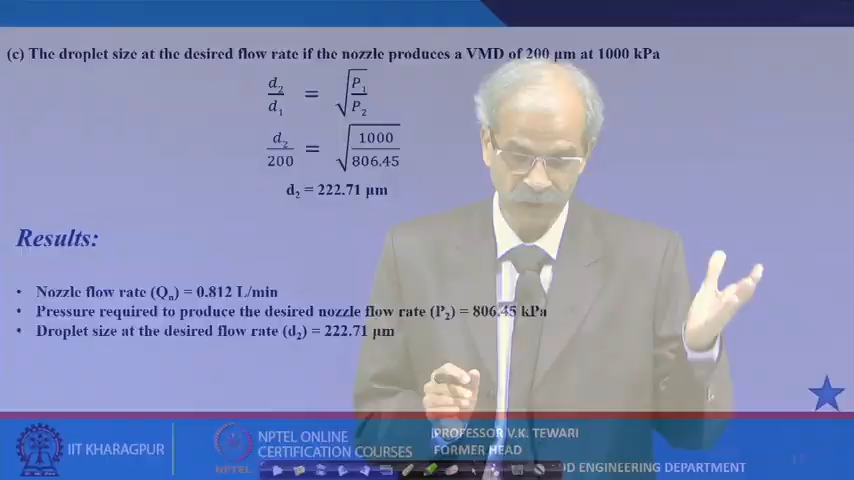 (c) The droplet size at the desired flow rate if the nozzle produces a VMD of 200 µm at 1000 kPa
d₂/d₁ = √(P₁/P₂)
d₂/200 = √(1000/806.45)
d₂ = 222.71 µm
Results:
• Nozzle flow rate (Qₙ) = 0.812 L/min
• Pressure required to produce the desired nozzle flow rate (P₂) = 806.45 kPa
• Droplet size at the desired flow rate (d₂) = 222.71 µm
IIT KHARAGPUR
NPTEL
NPTEL ONLINE
CERTIFICATION COURSES
PROFESSOR V.K. TEWARI
FORMER HEAD
OD ENGINEERING DEPARTMENT